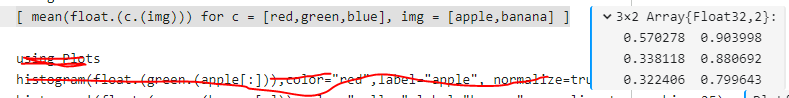 [ mean(float.(c.(img))) for c = [red,green,blue], img = [apple,banana] ]
3×2 Array{Float32,2}:
0.570278 0.903998
0.338118 0.880692
0.322406 0.799643
using Plots
histogram(float.(green.(apple[:])),color="red",label="apple", normalize=tru